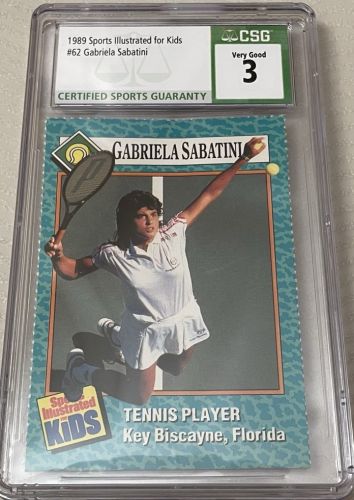 1989 Sports Illustrated for Kids
#62 Gabriela Sabatini
CERTIFIED SPORTS GUARANTY
CSG
Very Good
3
GABRIELA SABATINI
Sports
Illustrated
FOR
KIDS
TENNIS PLAYER
Key Biscayne, Florida